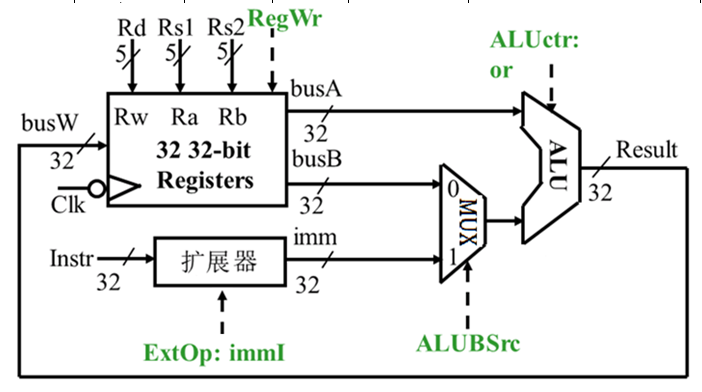 Rd Rs1 Rs2 RegWr
5 5 5
ALUctr:
or
busW
32
Rw Ra Rb
32 32-bit
Registers
Clk
busA
32
busB
32
0
MUX
1
ALU
Result
32
Instr
32
扩展器
imm
32
ExtOp: immI
ALUBSrc